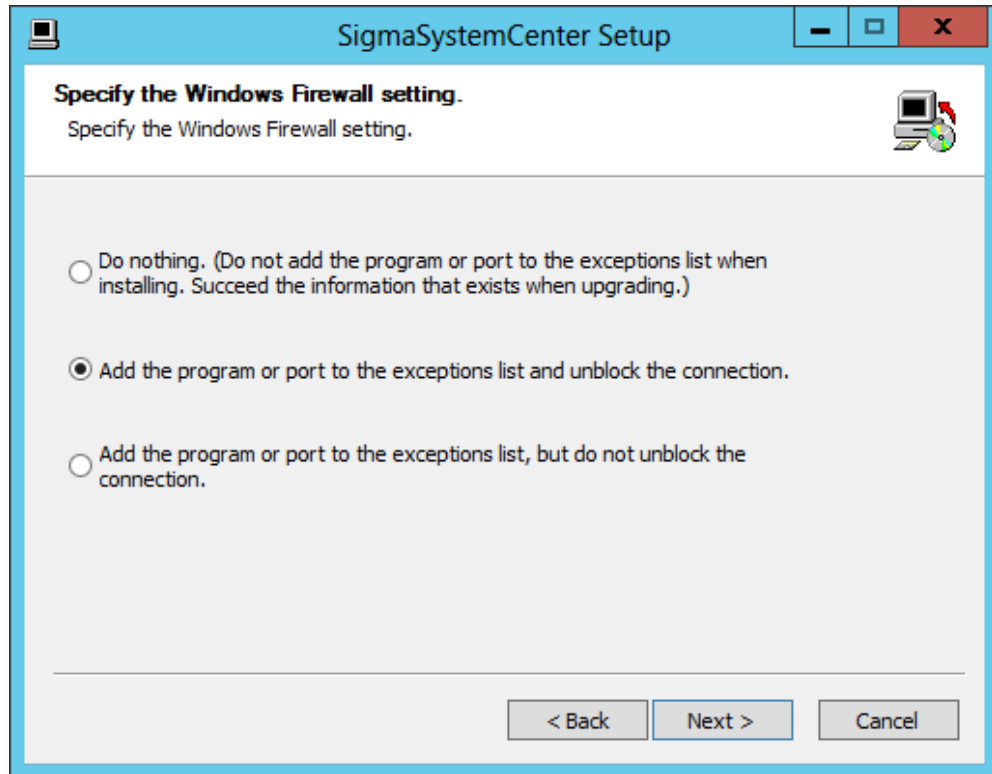 SigmaSystemCenter Setup
Specify the Windows Firewall setting.
Specify the Windows Firewall setting.
Do nothing. (Do not add the program or port to the exceptions list when
installing. Succeed the information that exists when upgrading.)
Add the program or port to the exceptions list and unblock the connection.
Add the program or port to the exceptions list, but do not unblock the
connection.
< Back Next > Cancel